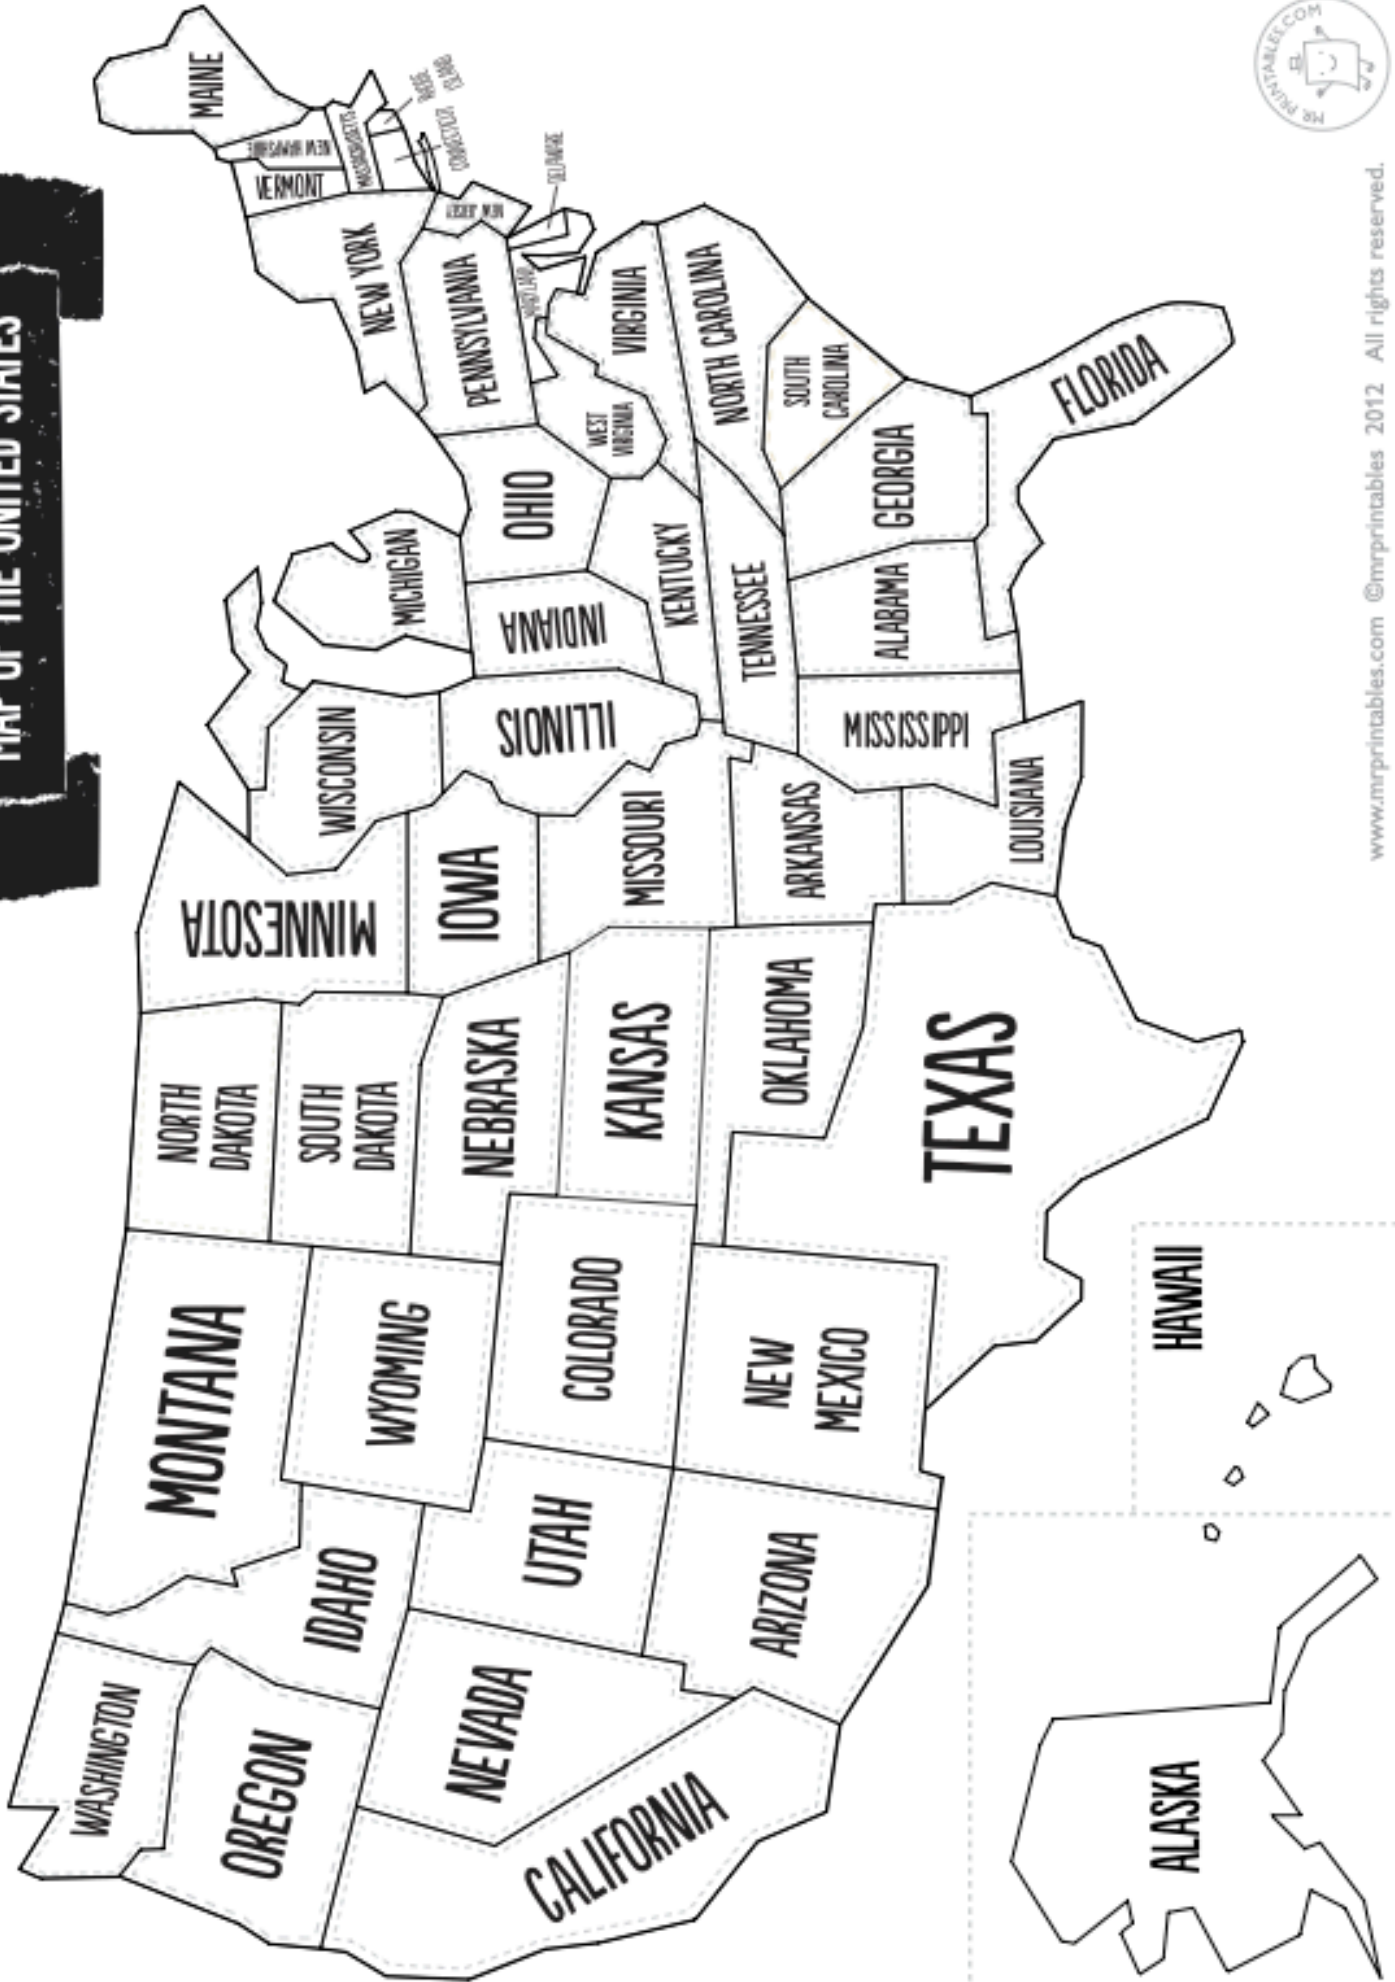 MAP OF THE UNITED STATES
WASHINGTON
OREGON
CALIFORNIA
NEVADA
IDAHO
MONTANA
WYOMING
UTAH
ARIZONA
COLORADO
NEW
MEXICO
NORTH
DAKOTA
SOUTH
DAKOTA
NEBRASKA
KANSAS
OKLAHOMA
TEXAS
MINNESOTA
IOWA
MISSOURI
ARKANSAS
LOUISIANA
WISCONSIN
ILLINOIS
MICHIGAN
INDIANA
OHIO
KENTUCKY
TENNESSEE
MISSISSIPPI
ALABAMA
GEORGIA
FLORIDA
SOUTH
CAROLINA
NORTH CAROLINA
VIRGINIA
WEST
VIRGINIA
PENNSYLVANIA
NEW YORK
VERMONT
NEW HAMPSHIRE
MAINE
MASSACHUSETTS
RHODE
ISLAND
CONNECTICUT
NEW JERSEY
DELAWARE
MARYLAND
ALASKA
HAWAII
www.mrprintables.com ©mrprintables 2012 All rights reserved.
MR. PRINTABLES.COM